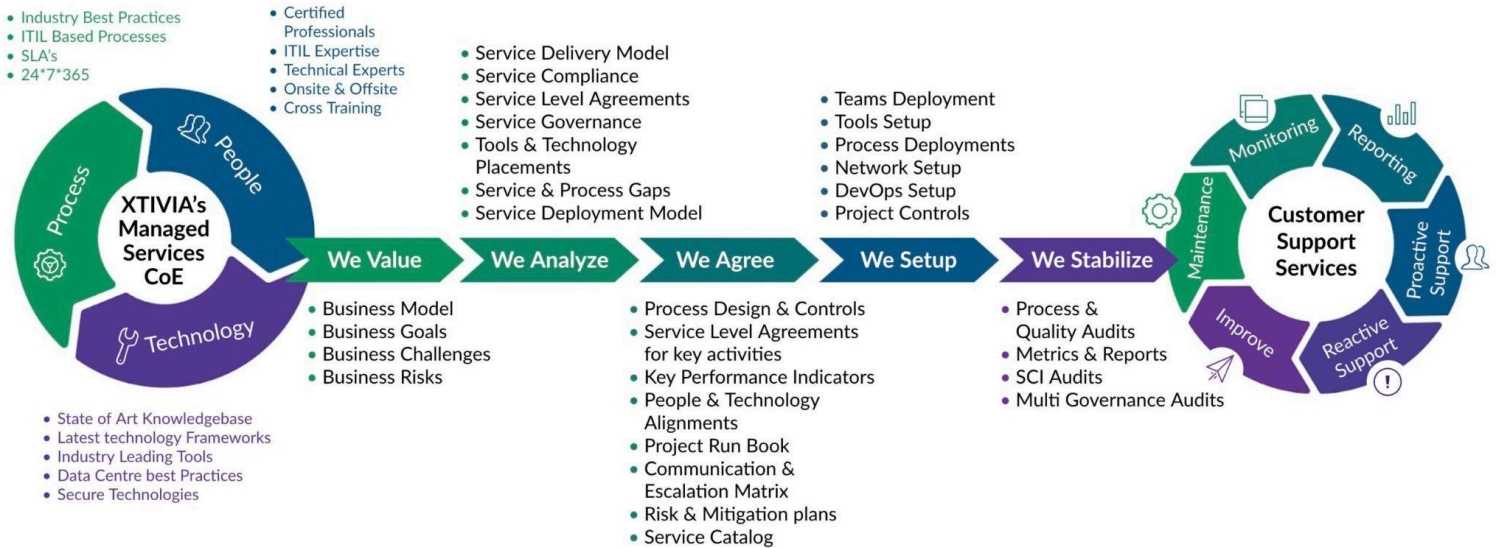 • Industry Best Practices
• ITIL Based Processes
• SLA's
• 24*7*365
• Certified
Professionals
• ITIL Expertise
• Technical Experts
• Onsite & Offsite
• Cross Training
Process
People
Technology
XTIVIA's
Managed
Services
CoE
• State of Art Knowledgebase
• Latest technology Frameworks
• Industry Leading Tools
• Data Centre best Practices
• Secure Technologies
We Value
• Business Model
• Business Goals
• Business Challenges
• Business Risks
• Service Delivery Model
• Service Compliance
• Service Level Agreements
• Service Governance
• Tools & Technology
Placements
• Service & Process Gaps
• Service Deployment Model
We Analyze
We Agree
• Process Design & Controls
• Service Level Agreements
for key activities
• Key Performance Indicators
• People & Technology
Alignments
• Project Run Book
• Communication &
Escalation Matrix
• Risk & Mitigation plans
• Service Catalog
• Teams Deployment
• Tools Setup
• Process Deployments
• Network Setup
• DevOps Setup
• Project Controls
We Setup
We Stabilize
• Process &
Quality Audits
• Metrics & Reports
• SCI Audits
• Multi Governance Audits
Customer
Support
Services
Monitoring
Reporting
Proactive
Support
Reactive
Support
Improve
Maintenance